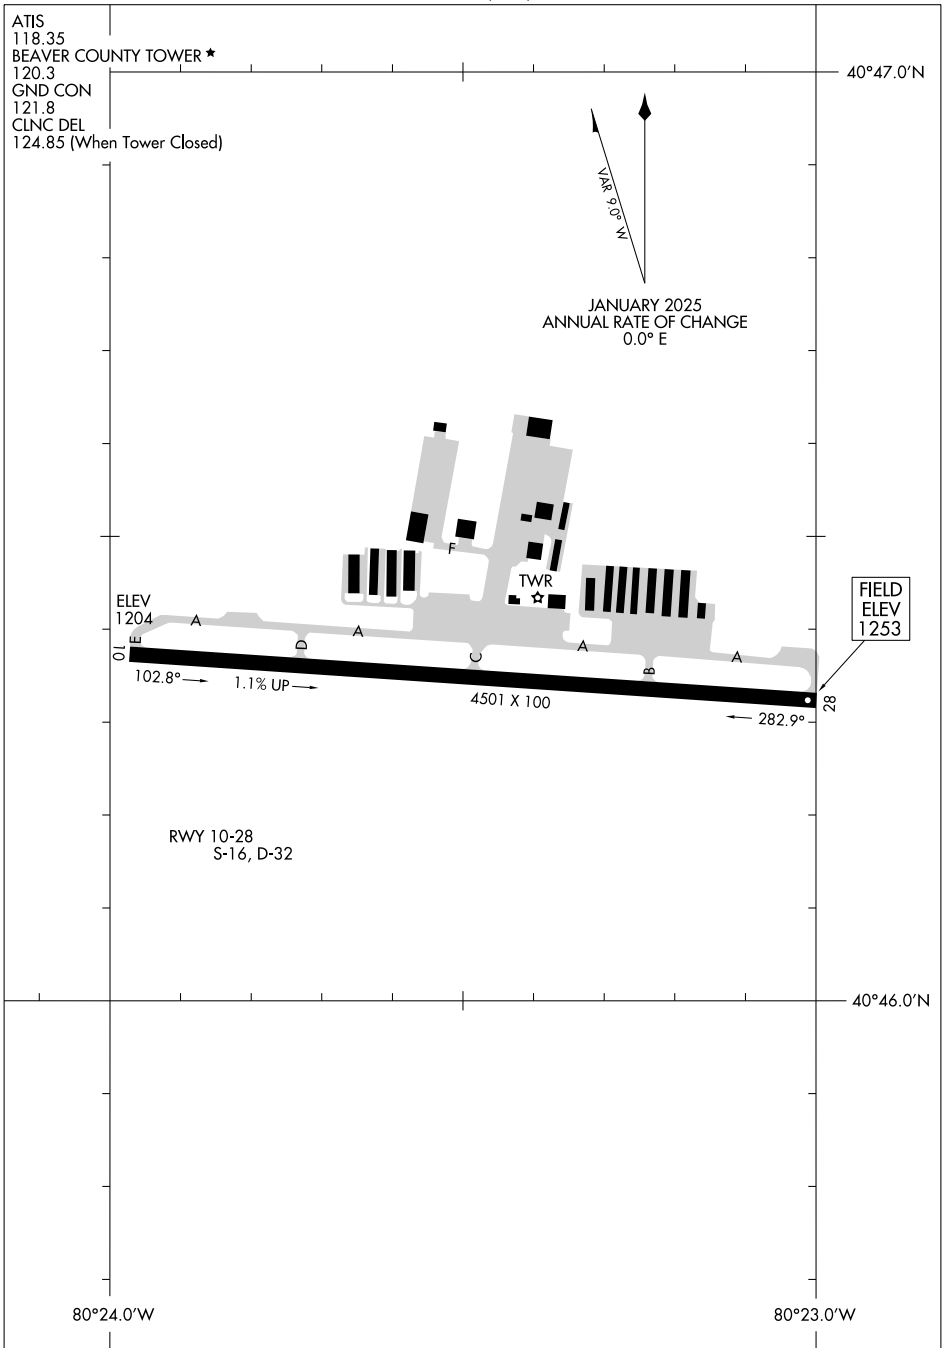 ATIS
118.35
BEAVER COUNTY TOWER ★
120.3
GND CON
121.8
CLNC DEL
124.85 (When Tower Closed)
40°47.0'N
VAR 9.0° W
JANUARY 2025
ANNUAL RATE OF CHANGE
0.0° E
F
TWR
FIELD
ELEV
1253
ELEV
1204
A
A
A
A
E
D
C
B
10
28
102.8°
1.1% UP
4501 X 100
282.9°
RWY 10-28
S-16, D-32
40°46.0'N
80°24.0'W
80°23.0'W